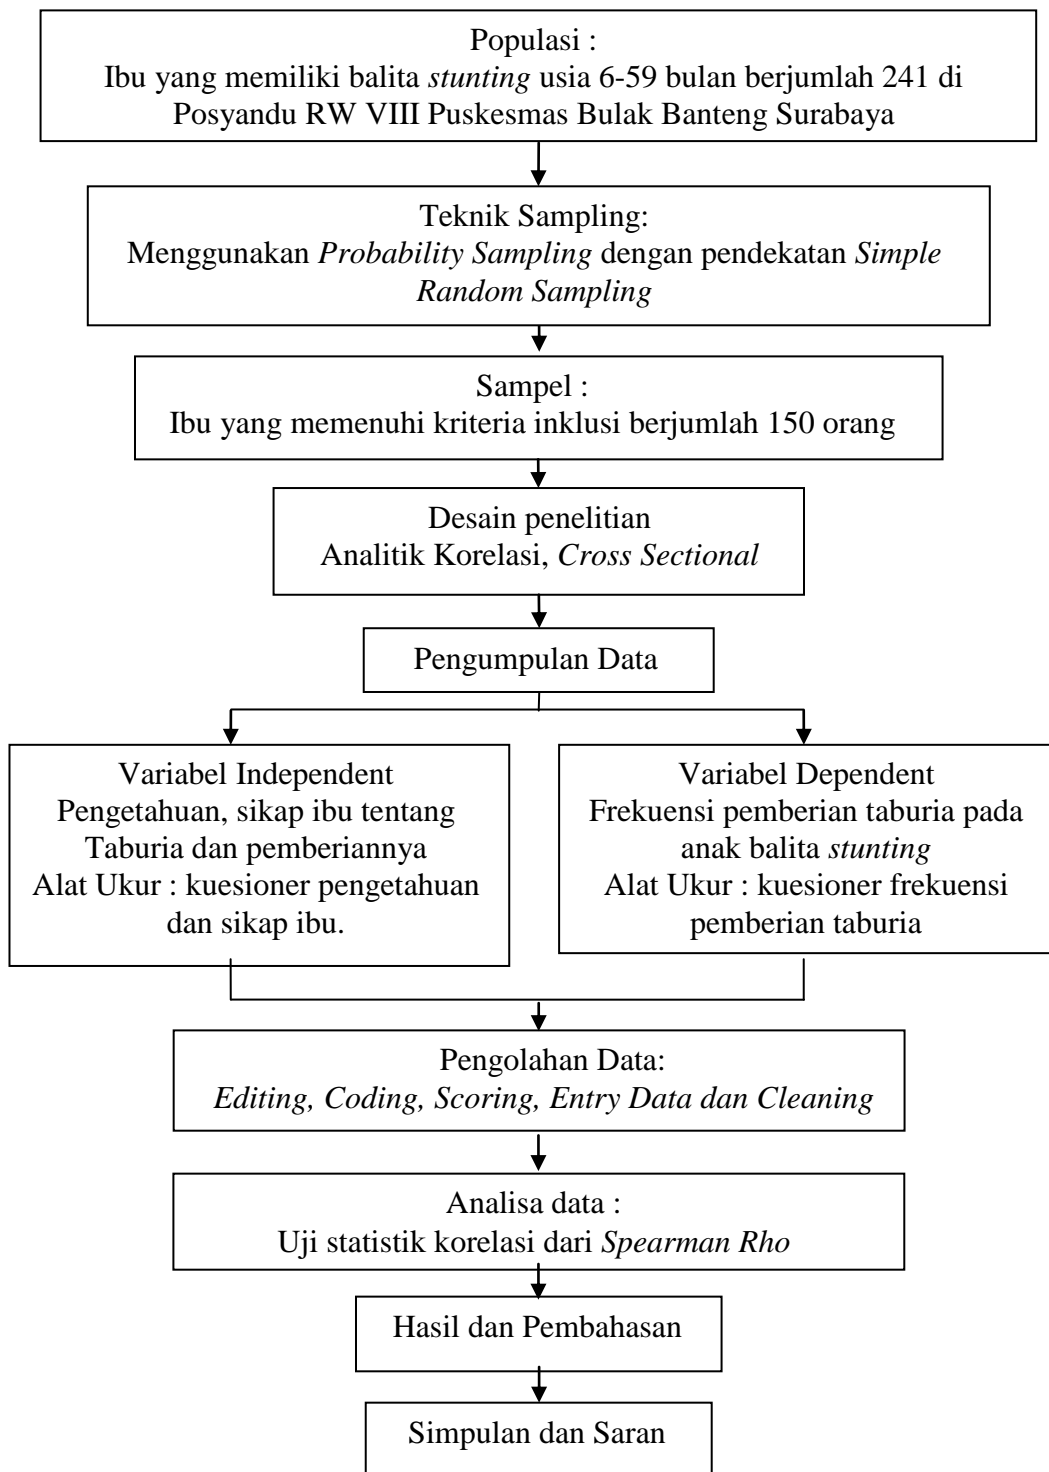 Populasi :
Ibu yang memiliki balita stunting usia 6-59 bulan berjumlah 241 di
Posyandu RW VIII Puskesmas Bulak Banteng Surabaya
Teknik Sampling:
Menggunakan Probability Sampling dengan pendekatan Simple
Random Sampling
Sampel :
Ibu yang memenuhi kriteria inklusi berjumlah 150 orang
Desain penelitian
Analitik Korelasi, Cross Sectional
Pengumpulan Data
Variabel Independent
Pengetahuan, sikap ibu tentang
Taburia dan pemberiannya
Alat Ukur : kuesioner pengetahuan
dan sikap ibu.
Variabel Dependent
Frekuensi pemberian taburia pada
anak balita stunting
Alat Ukur : kuesioner frekuensi
pemberian taburia
Pengolahan Data:
Editing, Coding, Scoring, Entry Data dan Cleaning
Analisa data :
Uji statistik korelasi dari Spearman Rho
Hasil dan Pembahasan
Simpulan dan Saran